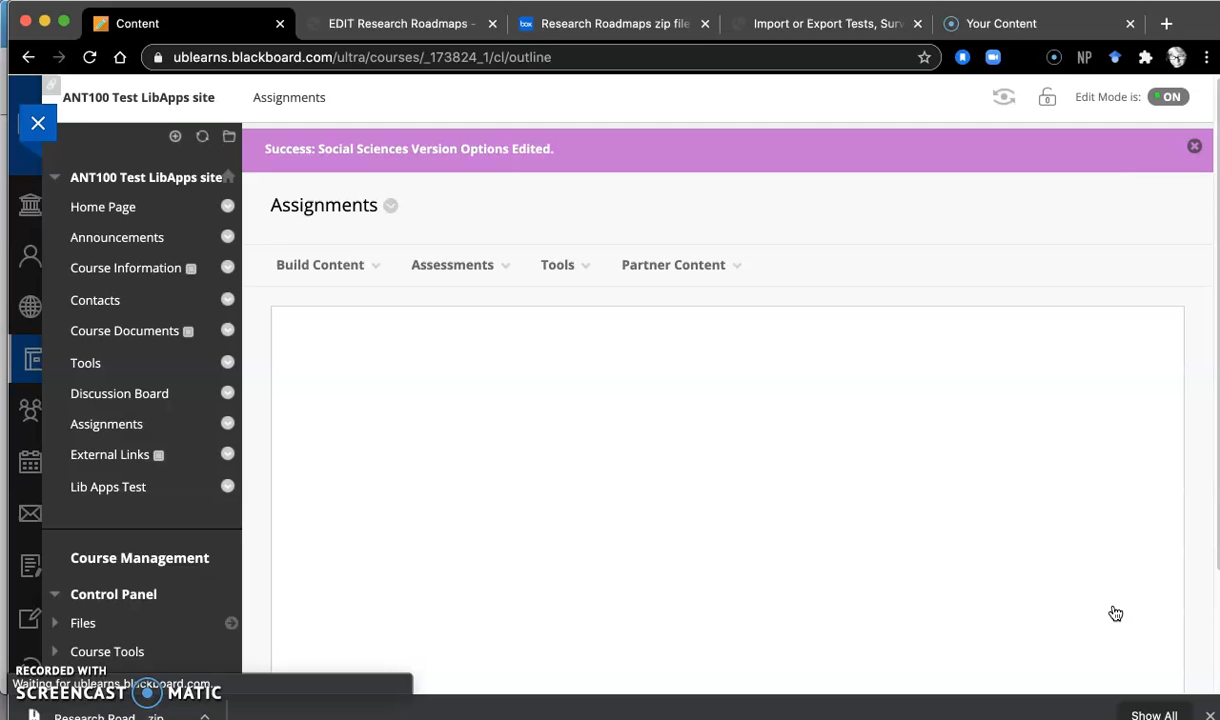 Content
EDIT Research Roadmaps -
Research Roadmaps zip file
Import or Export Tests, Surv
Your Content
ublearns.blackboard.com/ultra/courses/_173824_1/cl/outline
NP
ANT100 Test LibApps site
Assignments
Edit Mode is:
ON
Success: Social Sciences Version Options Edited.
ANT100 Test LibApps site
Home Page
Announcements
Course Information
Contacts
Course Documents
Tools
Discussion Board
Assignments
External Links
Lib Apps Test
Assignments
Build Content
Assessments
Tools
Partner Content
Course Management
Control Panel
Files
Course Tools
RECORDED WITH
Waiting for ublearns.blackboard.com...
SCREENCAST MATIC
Research Road....zip
Show All